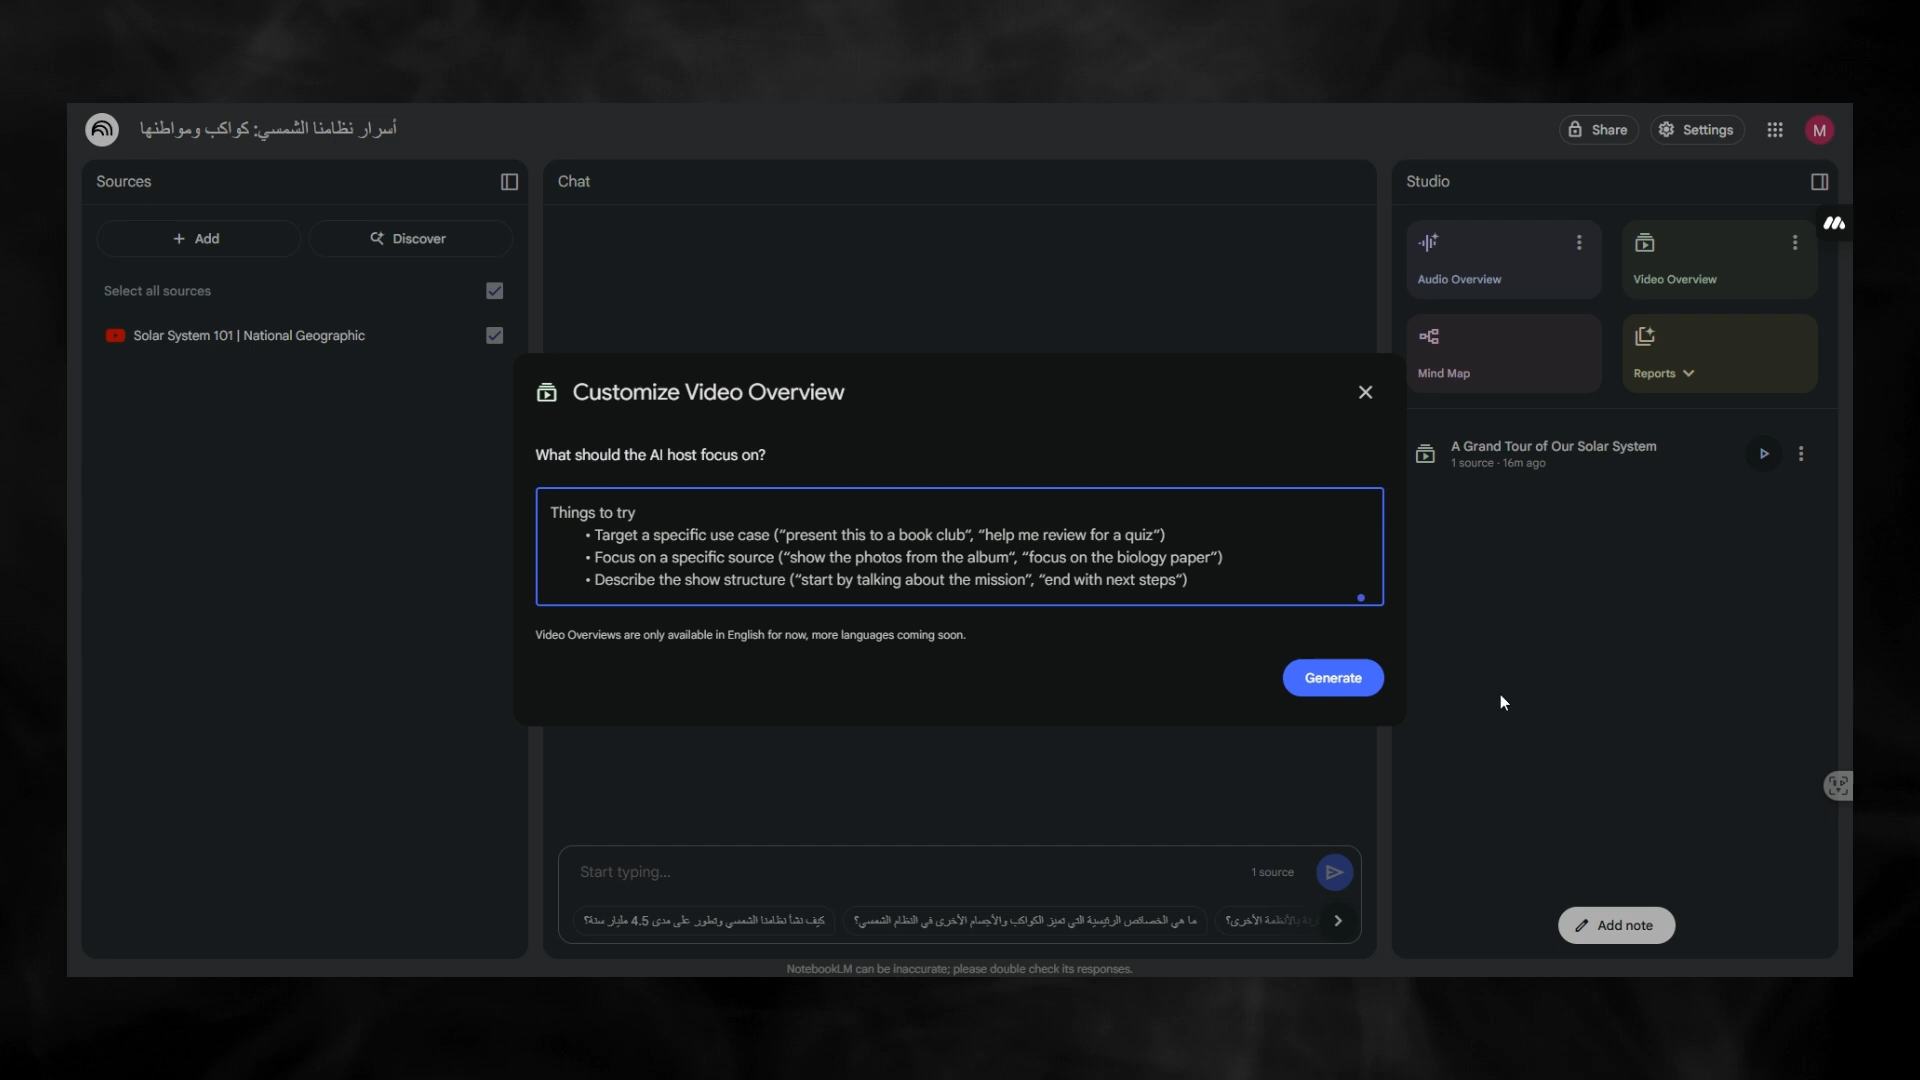 أسرار نظامنا الشمسي: كواكب ومواطنها
Share
Settings
M
Sources
Add
Discover
Select all sources
Solar System 101 | National Geographic
Chat
Studio
Audio Overview
Video Overview
Mind Map
Reports
A Grand Tour of Our Solar System
1 source · 16m ago
Customize Video Overview
What should the AI host focus on?
Things to try
• Target a specific use case (“present this to a book club“, “help me review for a quiz“)
• Focus on a specific source (“show the photos from the album“, “focus on the biology paper“)
• Describe the show structure (“start by talking about the mission“, “end with next steps“)
Video Overviews are only available in English for now, more languages coming soon.
Generate
Start typing...
1 source
كيف نشأ نظامنا الشمسي وتطور على مدى 4.5 مليار سنة؟
ما هي الخصائص الرئيسية التي تميز الكواكب والأجسام الأخرى في النظام الشمسي؟
بالأنظمة الأخرى؟
Add note
NotebookLM can be inaccurate; please double check its responses.